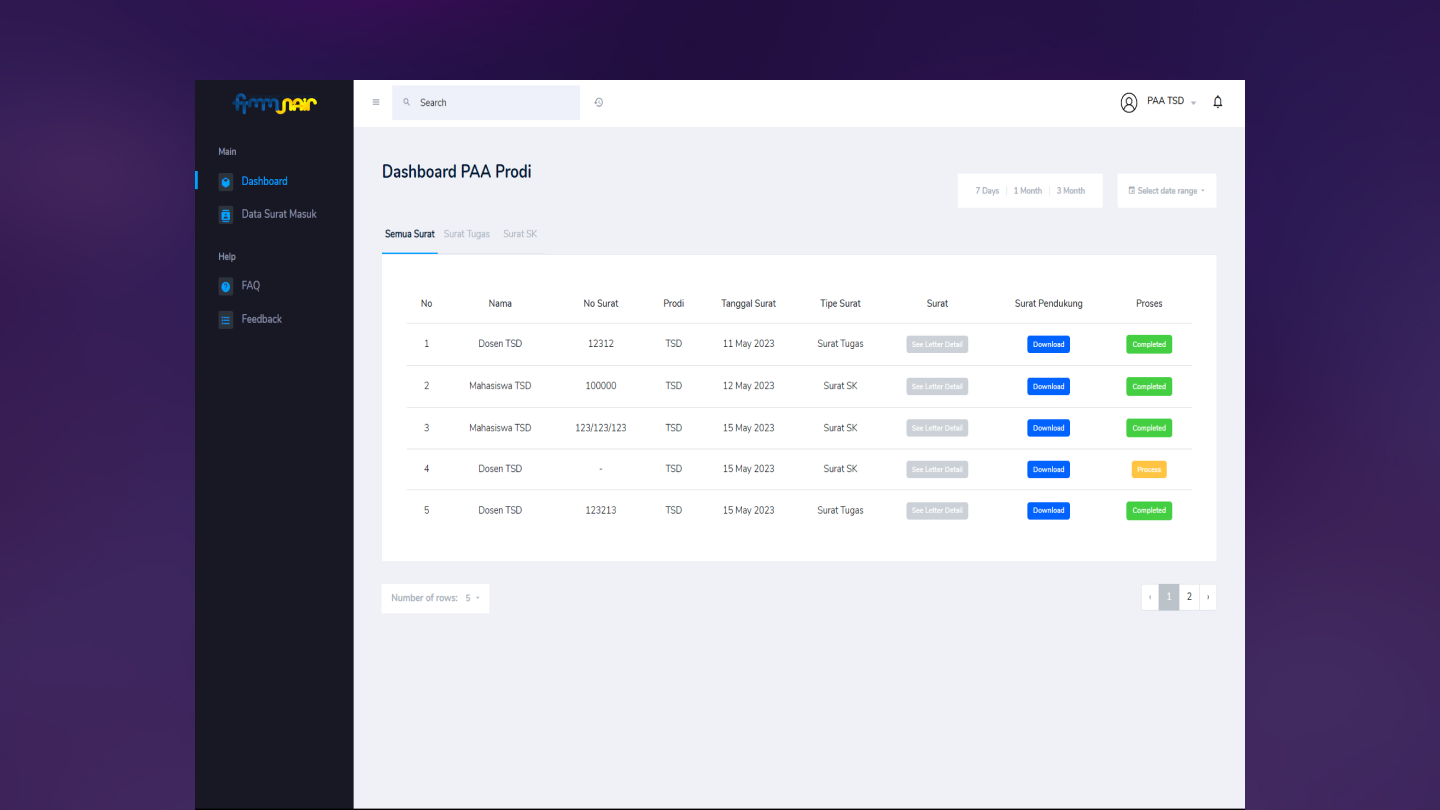 ftmmunair
Search
PAA TSD
Main
Dashboard
Data Surat Masuk
Help
FAQ
Feedback
Dashboard PAA Prodi
7 Days 1 Month 3 Month Select date range
Semua Surat Surat Tugas Surat SK
No Nama No Surat Prodi Tanggal Surat Tipe Surat Surat Surat Pendukung Proses
1 Dosen TSD 12312 TSD 11 May 2023 Surat Tugas See Letter Detail Download Completed
2 Mahasiswa TSD 100000 TSD 12 May 2023 Surat SK See Letter Detail Download Completed
3 Mahasiswa TSD 123/123/123 TSD 15 May 2023 Surat SK See Letter Detail Download Completed
4 Dosen TSD - TSD 15 May 2023 Surat SK See Letter Detail Download Process
5 Dosen TSD 123213 TSD 15 May 2023 Surat Tugas See Letter Detail Download Completed
Number of rows: 5
‹ 1 2 ›